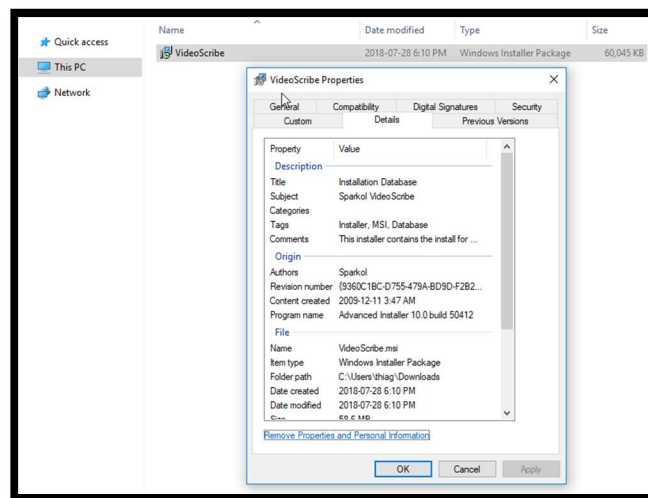 Name Date modified Type Size
Quick access
VideoScribe 2018-07-28 6:10 PM Windows Installer Package 60,045 KB
This PC
Network
VideoScribe Properties
General Compatibility Digital Signatures Security
Custom Details Previous Versions
Property Value
Description
Title Installation Database
Subject Sparkol VideoScribe
Categories
Tags Installer, MSI, Database
Comments This installer contains the install for ...
Origin
Authors Sparkol
Revision number {9360C1BC-D755-479A-BD9D-F2B2...
Content created 2009-12-11 3:47 AM
Program name Advanced Installer 10.0 build 50412
File
Name VideoScribe.msi
Item type Windows Installer Package
Folder path C:\Users\thiag\Downloads
Date created 2018-07-28 6:10 PM
Date modified 2018-07-28 6:10 PM
Size 58.6 MB
Remove Properties and Personal Information
OK Cancel Apply